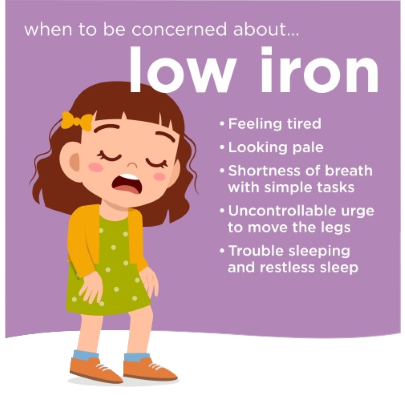 when to be concerned about...
low iron
• Feeling tired
• Looking pale
• Shortness of breath
with simple tasks
• Uncontrollable urge
to move the legs
• Trouble sleeping
and restless sleep